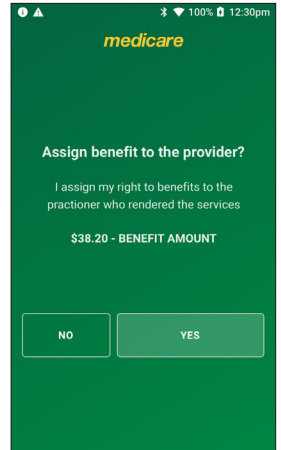 100% 12:30pm
medicare
Assign benefit to the provider?
I assign my right to benefits to the
practioner who rendered the services
$38.20 - BENEFIT AMOUNT
NO YES